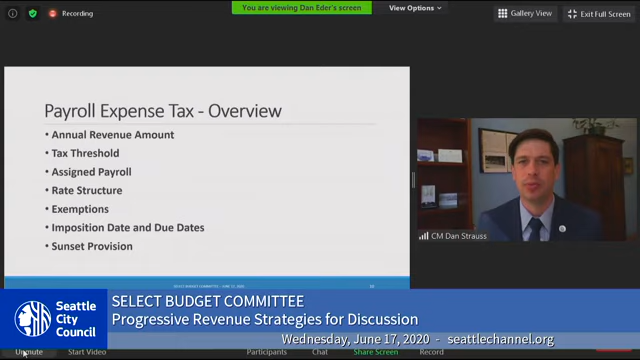 Recording
You are viewing Dan Eder's screen
View Options
Gallery View
Exit Full Screen
Payroll Expense Tax - Overview
• Annual Revenue Amount
• Tax Threshold
• Assigned Payroll
• Rate Structure
• Exemptions
• Imposition Date and Due Dates
• Sunset Provision
CM Dan Strauss
SELECT BUDGET COMMITTEE
Seattle
City
Council
SELECT BUDGET COMMITTEE
Progressive Revenue Strategies for Discussion
Wednesday, June 17, 2020 - seattlechannel.org
Unmute
Start Video
Participants
Chat
Share Screen
Record